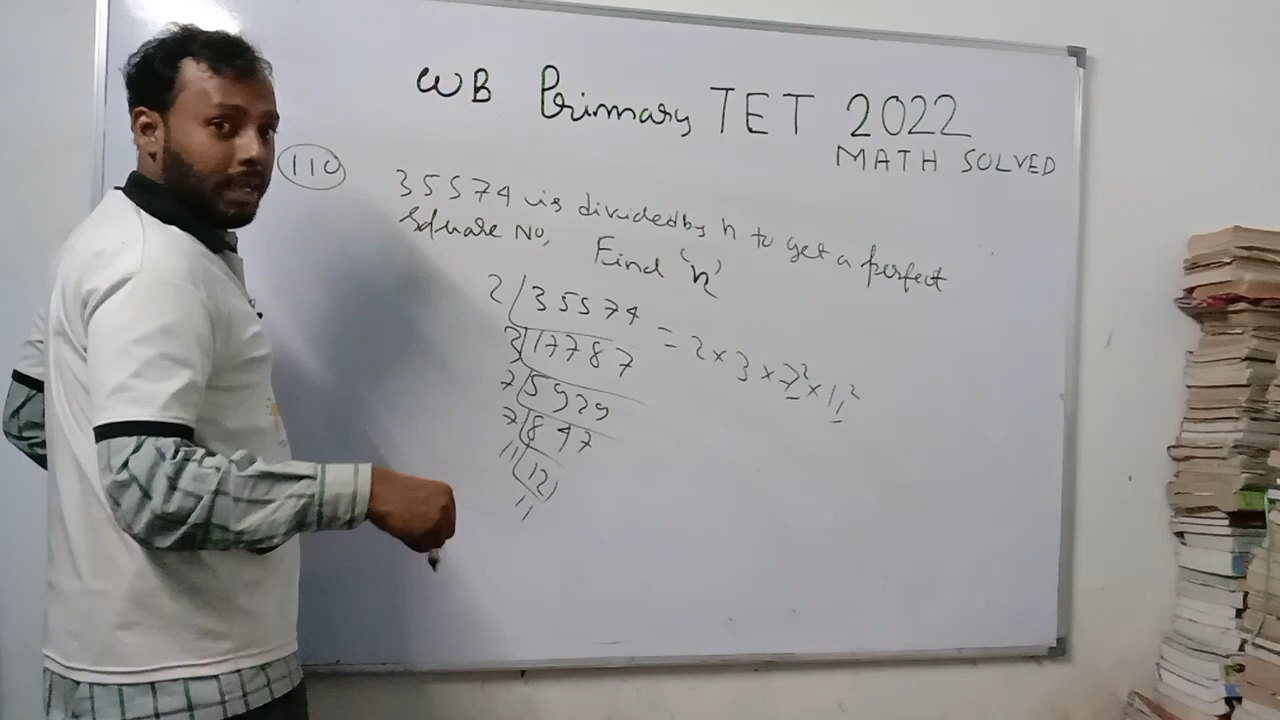 WB Primary TET 2022
MATH SOLVED
110
35574 is divided by n to get a perfect
Square No, Find 'n'
2 35574 = 2 × 3 × 7² × 11²
3 17787
7 5929
7 847
11 121
11